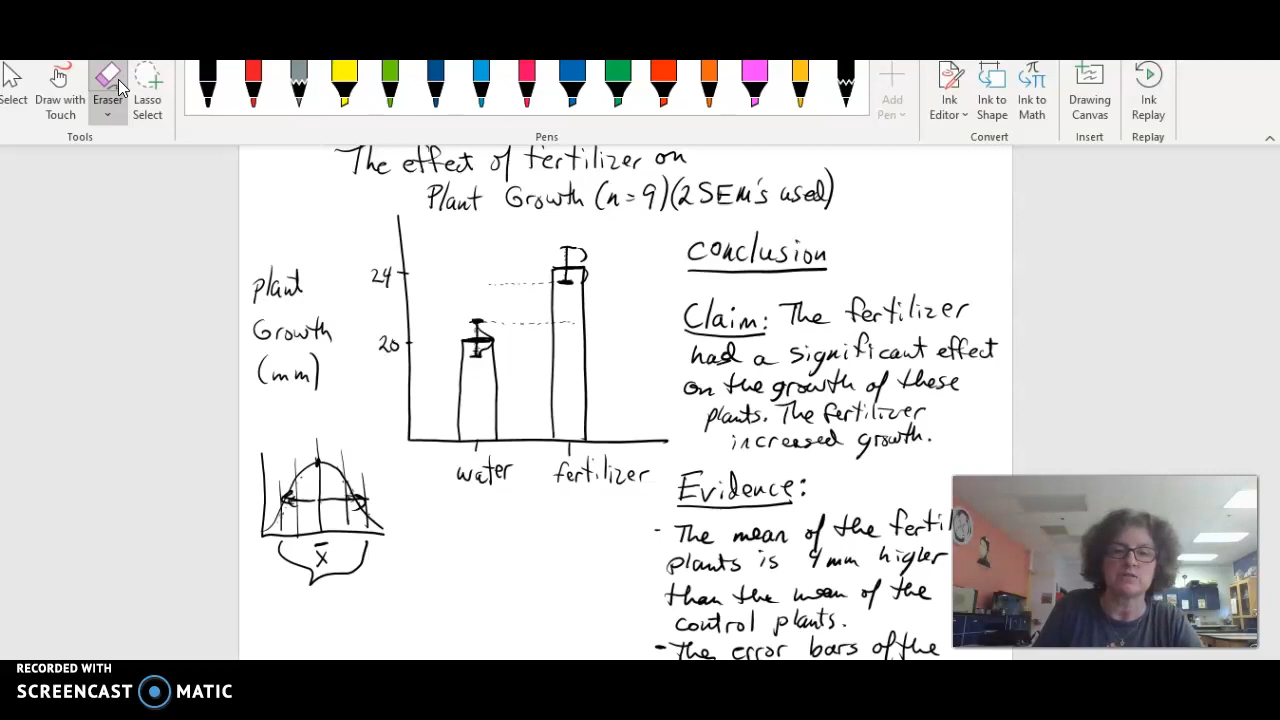 Select
Draw with Touch
Eraser
Lasso Select
Add Pen
Ink Editor
Ink to Shape
Ink to Math
Drawing Canvas
Ink Replay
Tools
Pens
Convert
Insert
Replay
The effect of fertilizer on
Plant Growth (n=9)(2SEM's used)
Plant
Growth
(mm)
24
20
water fertilizer
x̄
Conclusion
Claim: The fertilizer
had a significant effect
on the growth of these
plants. The fertilizer
increased growth.
Evidence:
- The mean of the fertil
plants is 4mm higher
than the mean of the
control plants.
- The error bars of the
RECORDED WITH
SCREENCAST MATIC